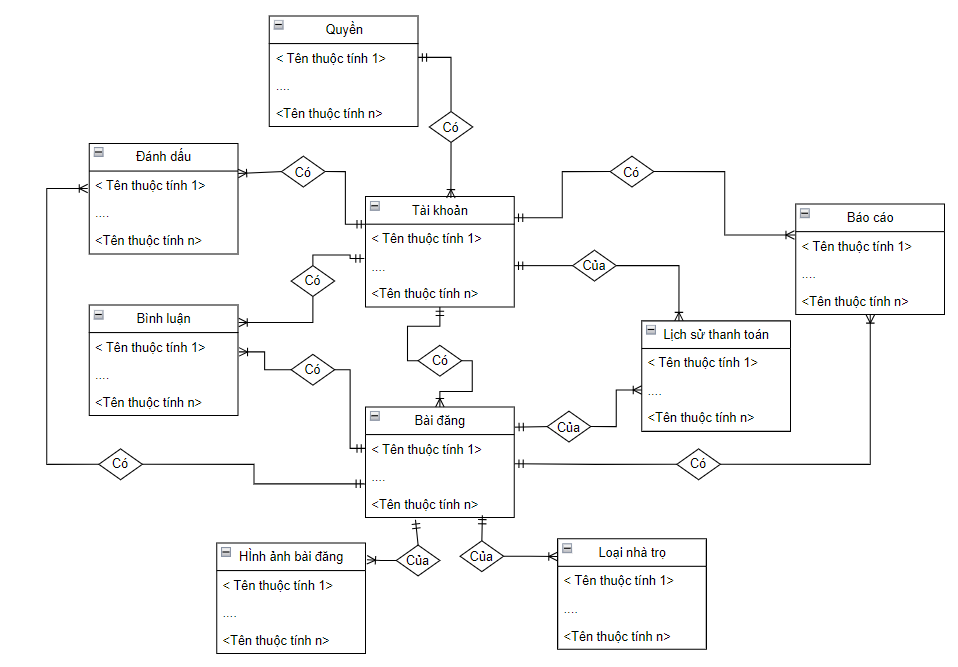 Quyền
< Tên thuộc tính 1>
....
<Tên thuộc tính n>
Có
Đánh dấu
< Tên thuộc tính 1>
....
<Tên thuộc tính n>
Có
Có
Tài khoản
< Tên thuộc tính 1>
....
<Tên thuộc tính n>
Báo cáo
< Tên thuộc tính 1>
....
<Tên thuộc tính n>
Có
Của
Bình luận
< Tên thuộc tính 1>
....
<Tên thuộc tính n>
Lịch sử thanh toán
< Tên thuộc tính 1>
....
<Tên thuộc tính n>
Có
Có
Bài đăng
< Tên thuộc tính 1>
....
<Tên thuộc tính n>
Của
Có
Có
Của
Của
HÌnh ảnh bài đăng
< Tên thuộc tính 1>
....
<Tên thuộc tính n>
Loại nhà trọ
< Tên thuộc tính 1>
....
<Tên thuộc tính n>